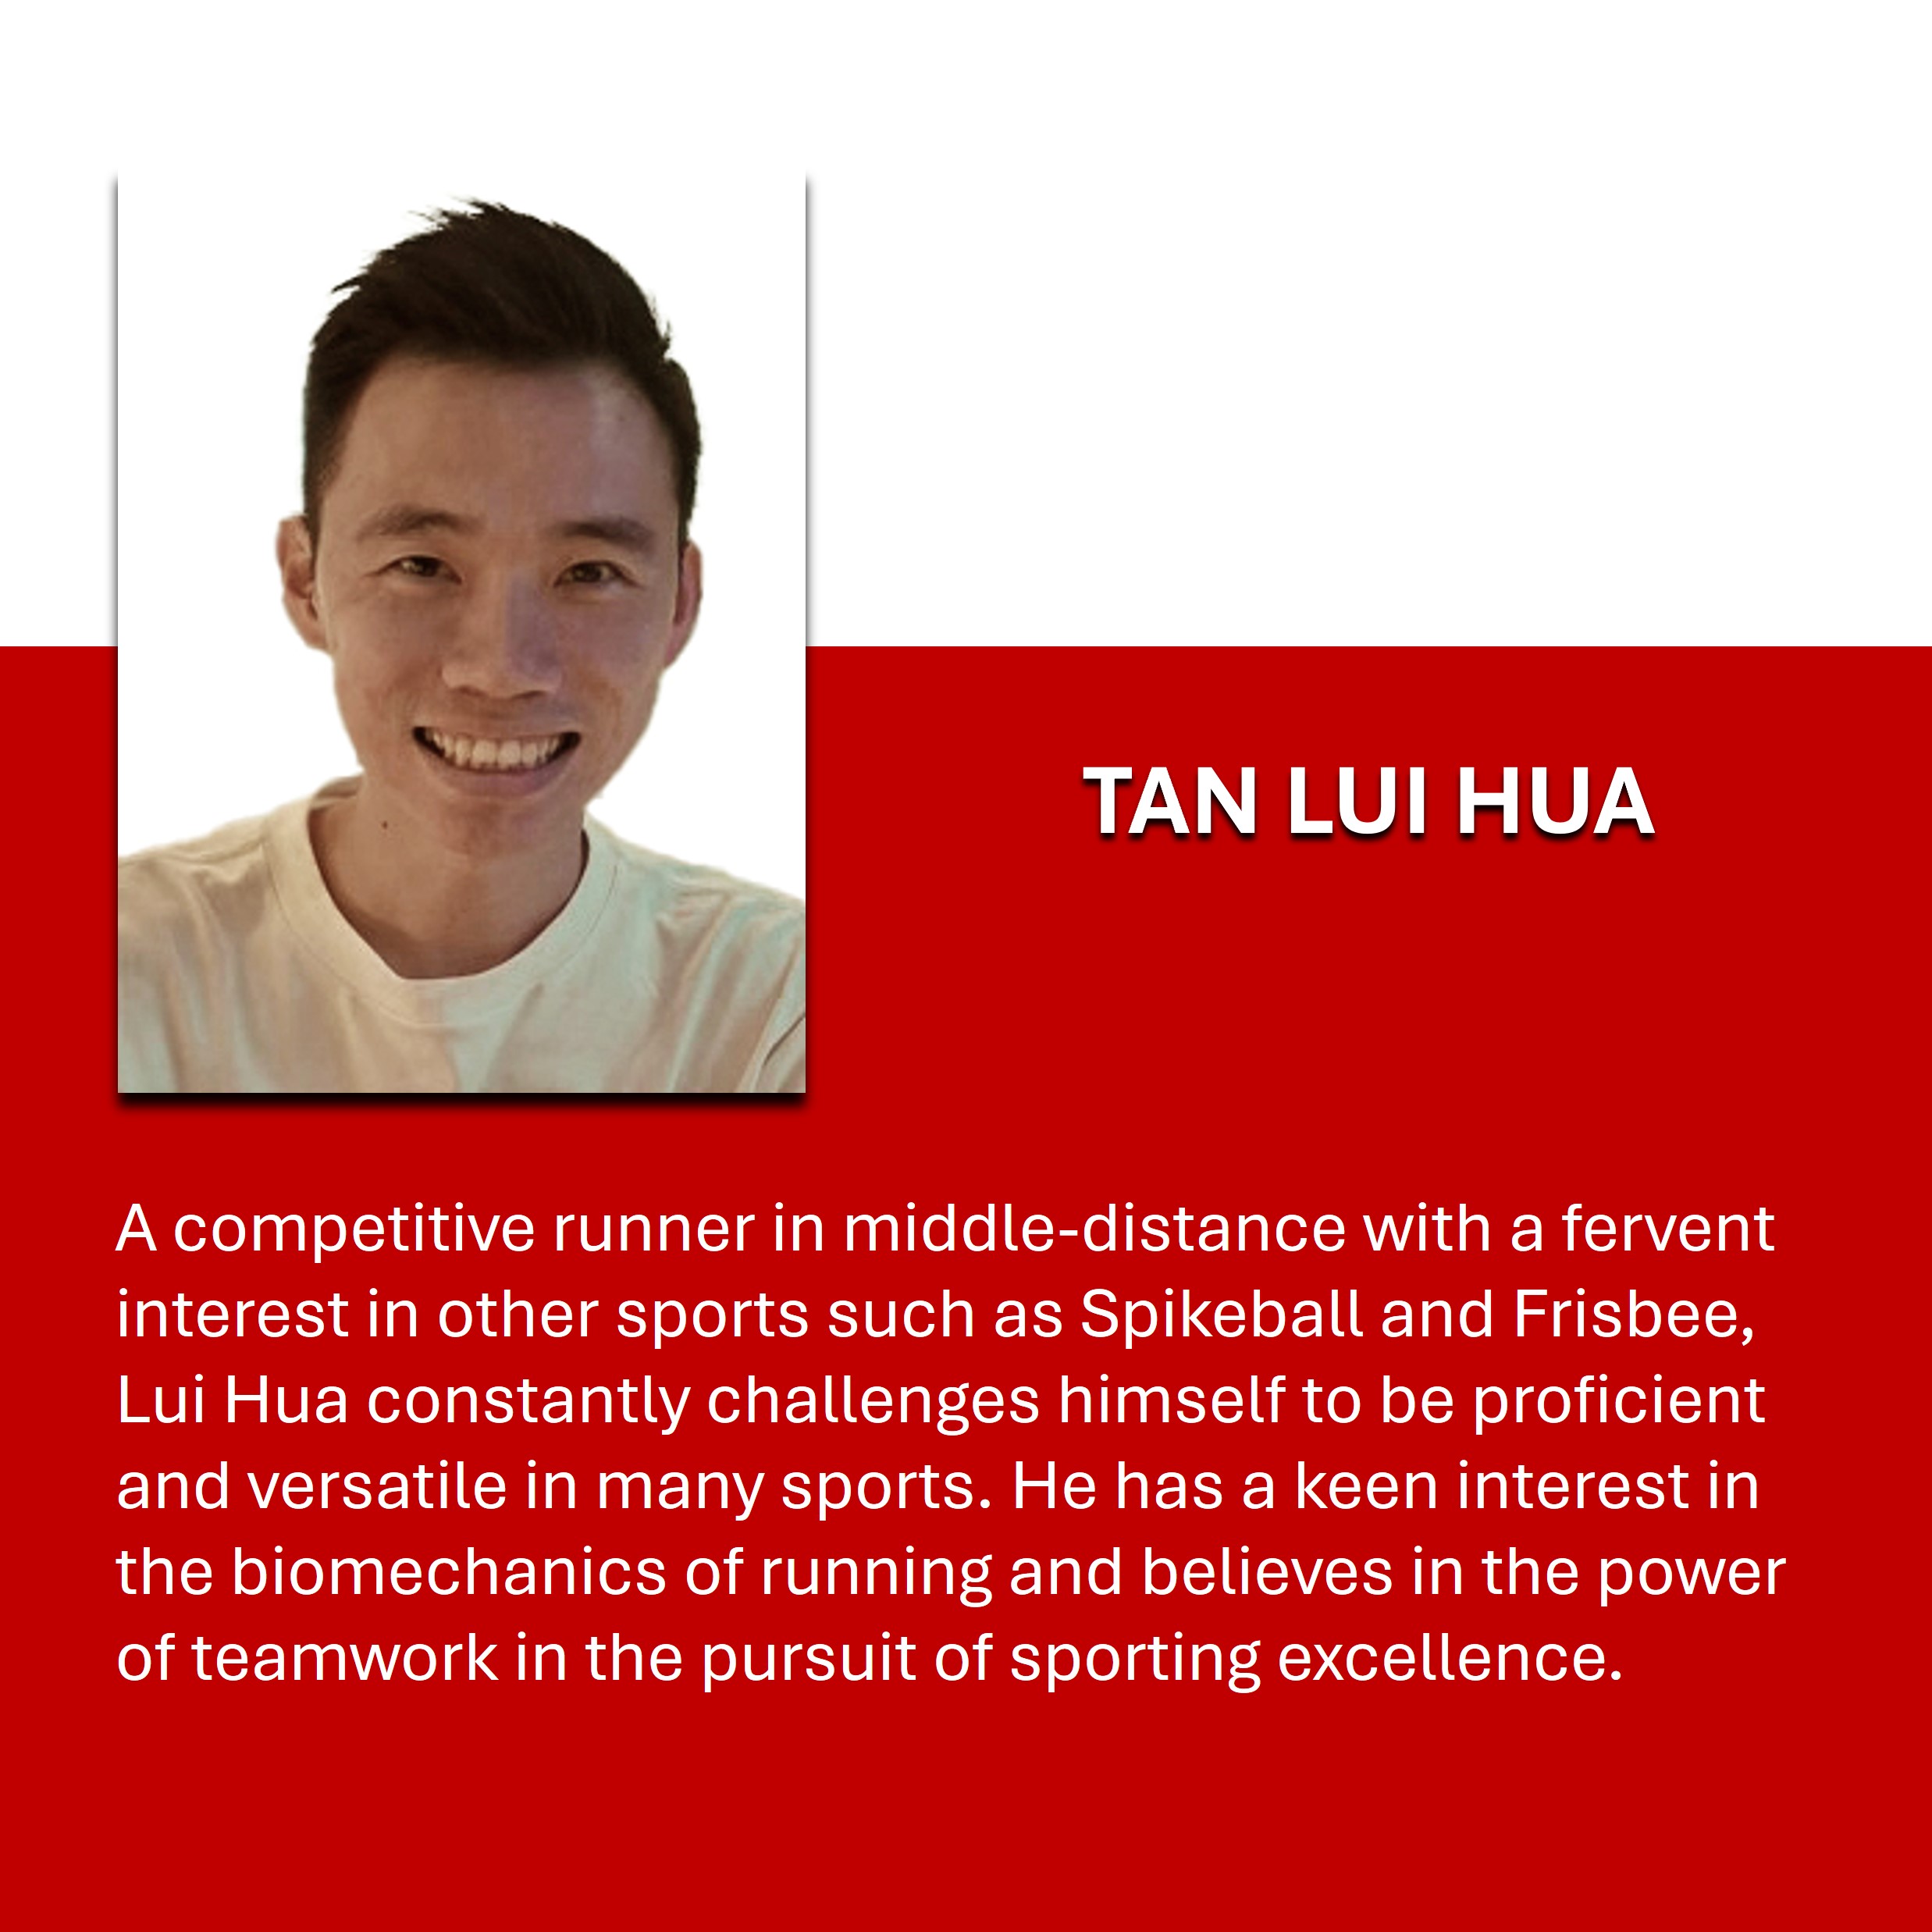 TAN LUI HUA
A competitive runner in middle-distance with a fervent
interest in other sports such as Spikeball and Frisbee,
Lui Hua constantly challenges himself to be proficient
and versatile in many sports. He has a keen interest in
the biomechanics of running and believes in the power
of teamwork in the pursuit of sporting excellence.